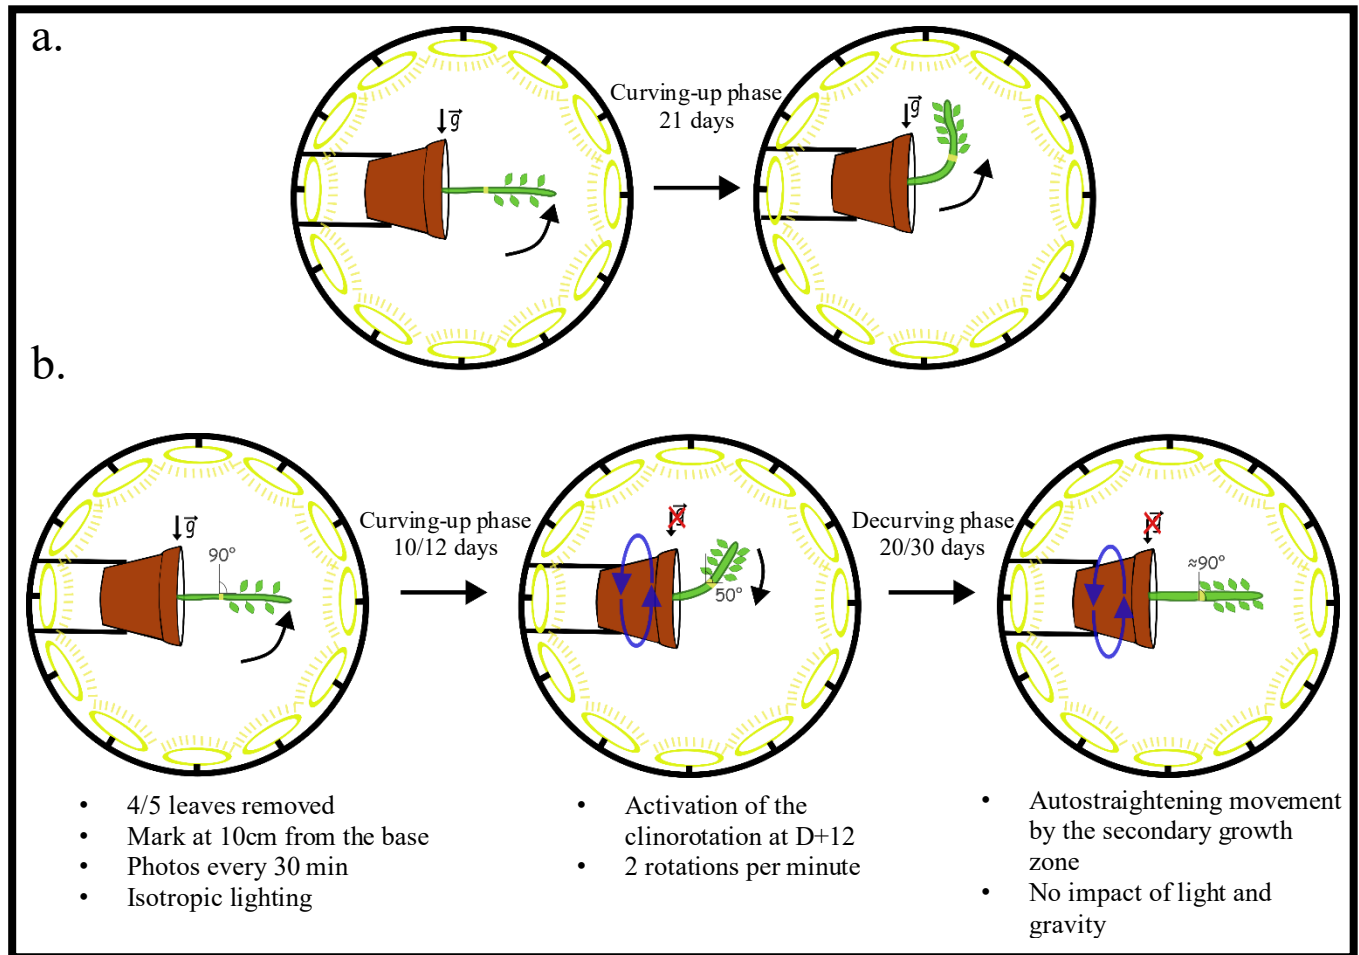 a.
g
Curving-up phase
21 days
g
b.
g
90°
Curving-up phase
10/12 days
g
50°
Decurving phase
20/30 days
g
≈90°
• 4/5 leaves removed
• Mark at 10cm from the base
• Photos every 30 min
• Isotropic lighting
• Activation of the
clinorotation at D+12
• 2 rotations per minute
• Autostraightening movement
by the secondary growth
zone
• No impact of light and
gravity